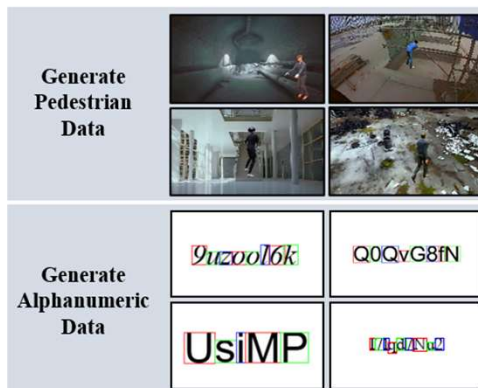 Generate
Pedestrian
Data
Generate
Alphanumeric
Data
9uzool6k
Q0QvG8fN
UsiMP